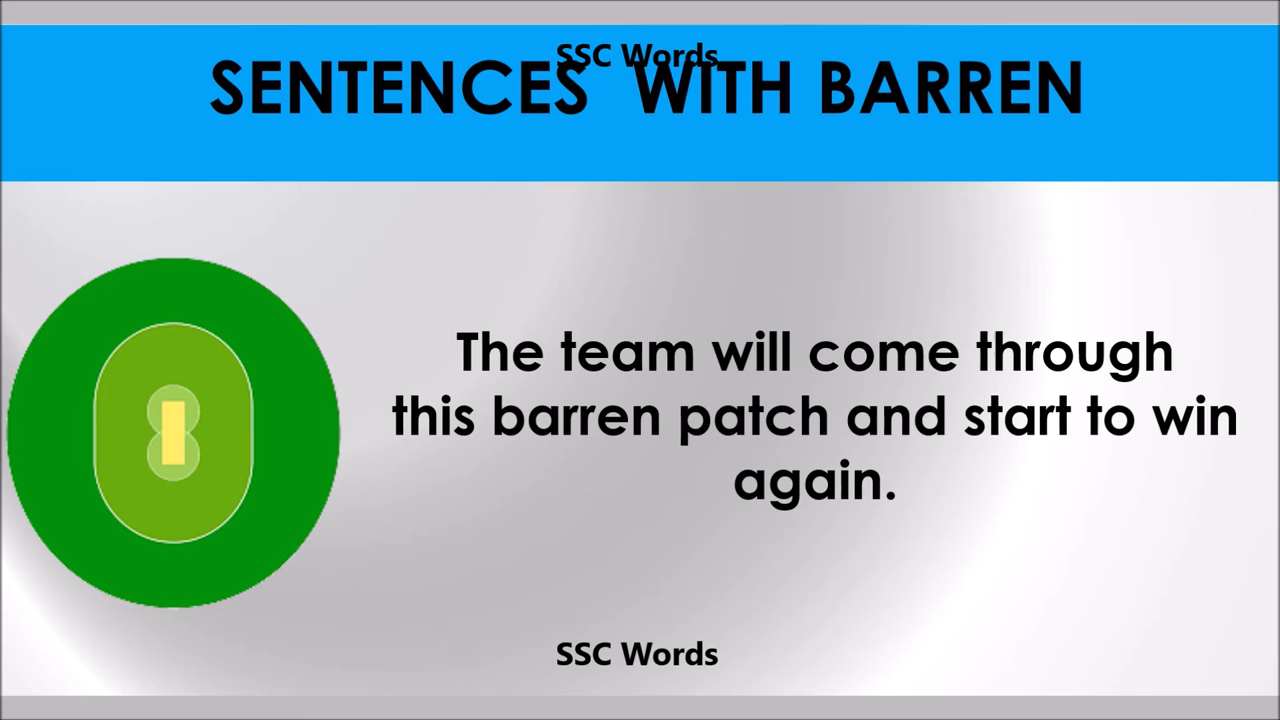 SSC Words
SENTENCES WITH BARREN
The team will come through
this barren patch and start to win
again.
SSC Words